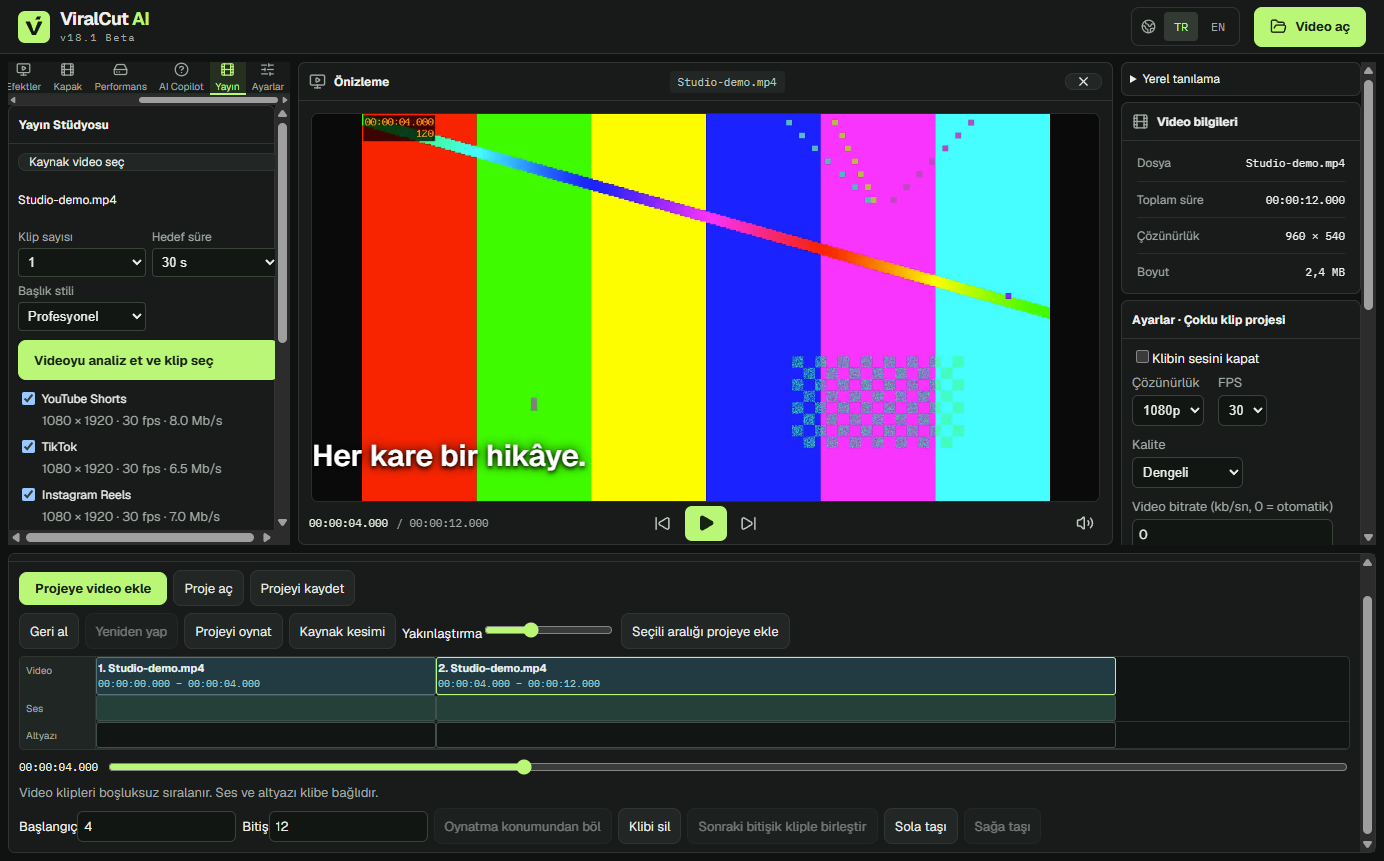 ViralCut AI
v18.1 Beta
TR
EN
Video aç
Efektler
Kapak
Performans
AI Copilot
Yayın
Ayarlar
Yayın Stüdyosu
Kaynak video seç
Studio-demo.mp4
Klip sayısı
Hedef süre
1
30 s
Başlık stili
Profesyonel
Videoyu analiz et ve klip seç
YouTube Shorts
1080 × 1920 · 30 fps · 8.0 Mb/s
TikTok
1080 × 1920 · 30 fps · 6.5 Mb/s
Instagram Reels
1080 × 1920 · 30 fps · 7.0 Mb/s
Önizleme
Studio-demo.mp4
00:00:04.000
120
Her kare bir hikâye.
00:00:04.000 / 00:00:12.000
Yerel tanılama
Video bilgileri
Dosya Studio-demo.mp4
Toplam süre 00:00:12.000
Çözünürlük 960 × 540
Boyut 2,4 MB
Ayarlar · Çoklu klip projesi
Klibin sesini kapat
Çözünürlük
FPS
1080p
30
Kalite
Dengeli
Video bitrate (kb/sn, 0 = otomatik)
0
Projeye video ekle
Proje aç
Projeyi kaydet
Geri al
Yeniden yap
Projeyi oynat
Kaynak kesimi
Yakınlaştırma
Seçili aralığı projeye ekle
Video
1. Studio-demo.mp4
00:00:00.000 – 00:00:04.000
2. Studio-demo.mp4
00:00:04.000 – 00:00:12.000
Ses
Altyazı
00:00:04.000
Video klipleri boşluksuz sıralanır. Ses ve altyazı klibe bağlıdır.
Başlangıç 4
Bitiş 12
Oynatma konumundan böl
Klibi sil
Sonraki bitişik kliple birleştir
Sola taşı
Sağa taşı